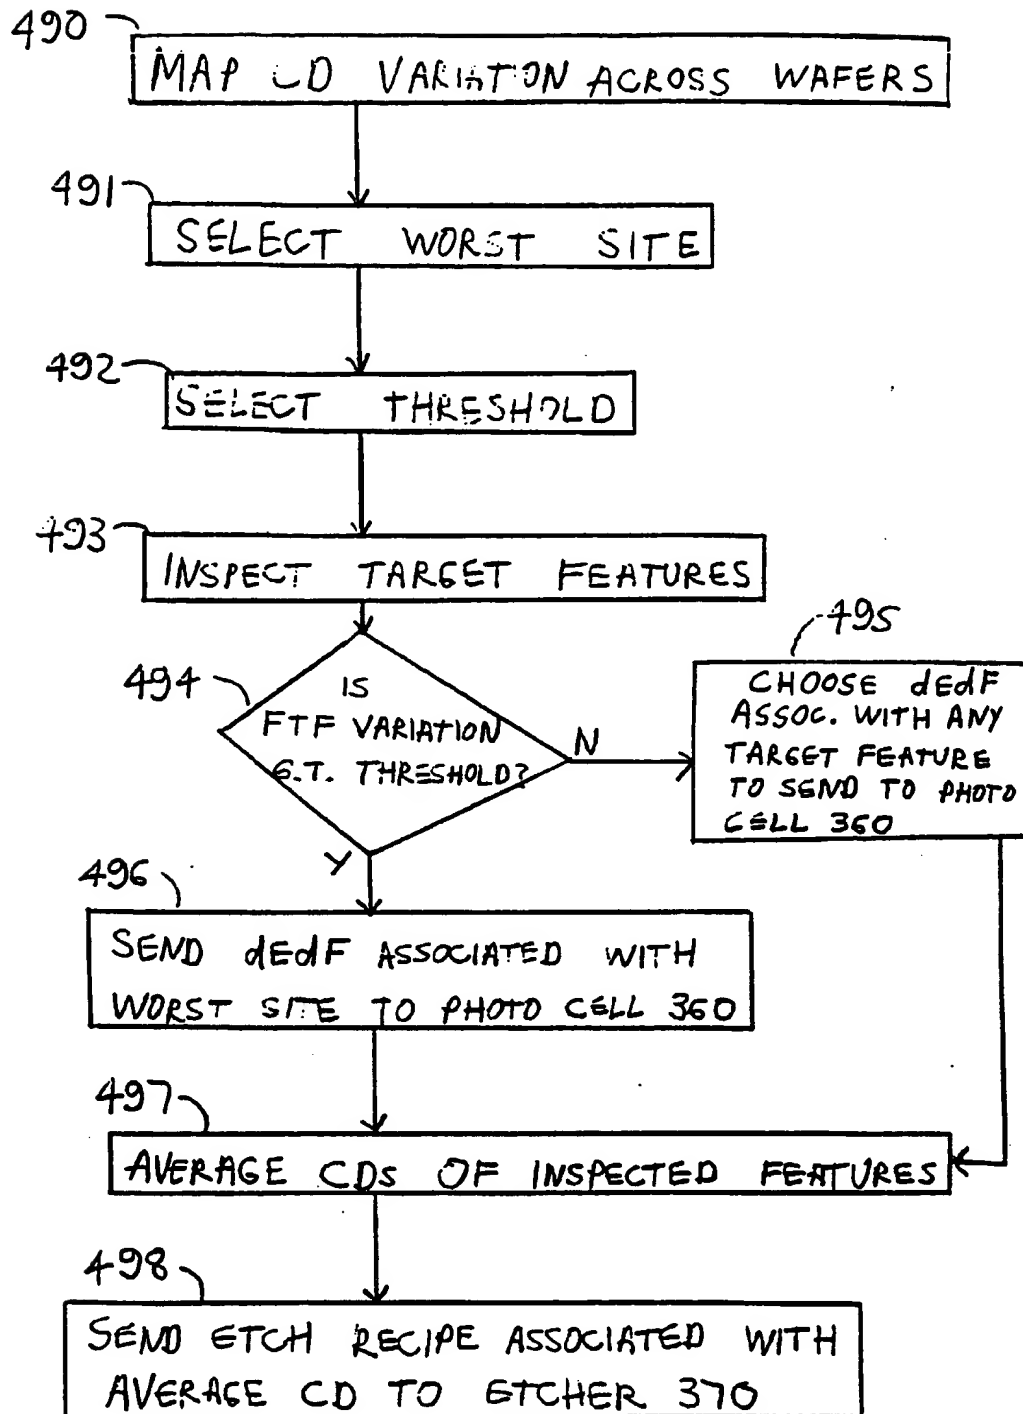 490
MAP CD VARIATION ACROSS WAFERS
491
SELECT WORST SITE
492
SELECT THRESHOLD
493
INSPECT TARGET FEATURES
494
IS
FTF VARIATION
G.T. THRESHOLD?
N
Y
495
CHOOSE dEdF
ASSOC. WITH ANY
TARGET FEATURE
TO SEND TO PHOTO
CELL 360
496
SEND dEdF ASSOCIATED WITH
WORST SITE TO PHOTO CELL 360
497
AVERAGE CDs OF INSPECTED FEATURES
498
SEND ETCH RECIPE ASSOCIATED WITH
AVERAGE CD TO ETCHER 370